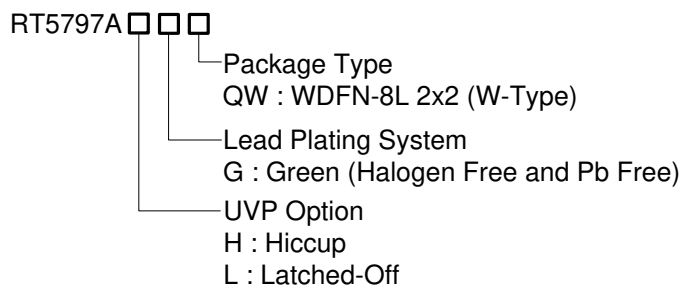 RT5797A
Package Type
QW : WDFN-8L 2x2 (W-Type)
Lead Plating System
G : Green (Halogen Free and Pb Free)
UVP Option
H : Hiccup
L : Latched-Off